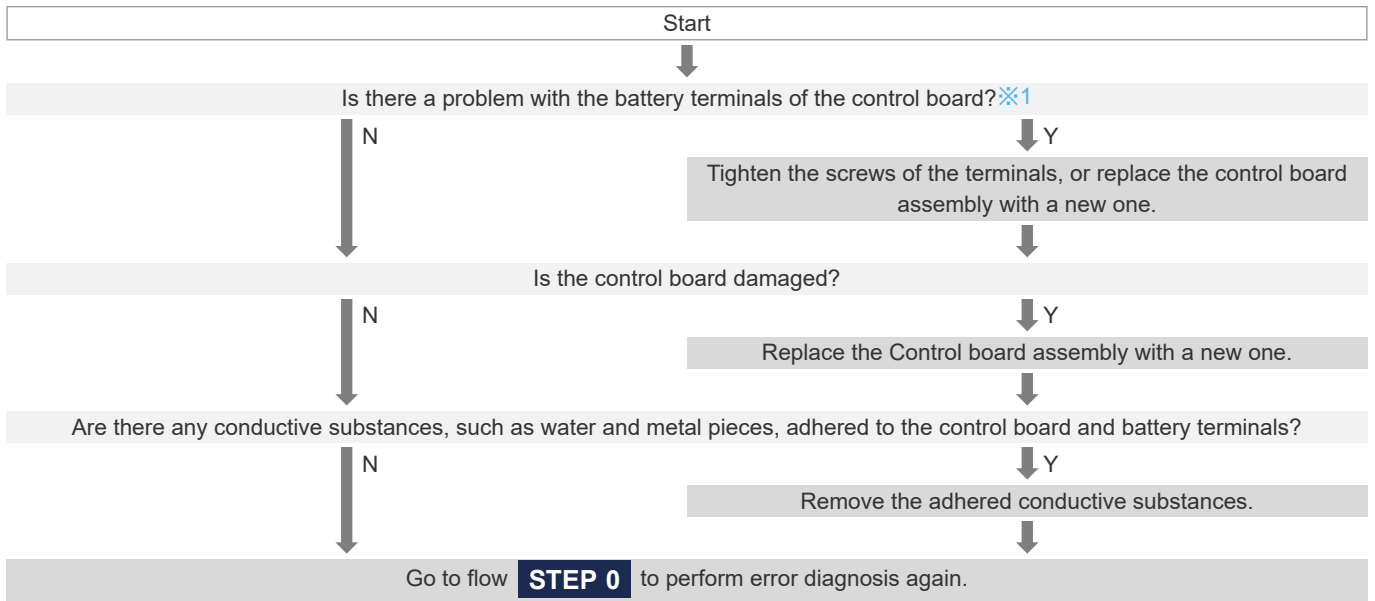 Start
Is there a problem with the battery terminals of the control board?※1
N
Y
Tighten the screws of the terminals, or replace the control board
assembly with a new one.
Is the control board damaged?
N
Y
Replace the Control board assembly with a new one.
Are there any conductive substances, such as water and metal pieces, adhered to the control board and battery terminals?
N
Y
Remove the adhered conductive substances.
Go to flow STEP 0 to perform error diagnosis again.